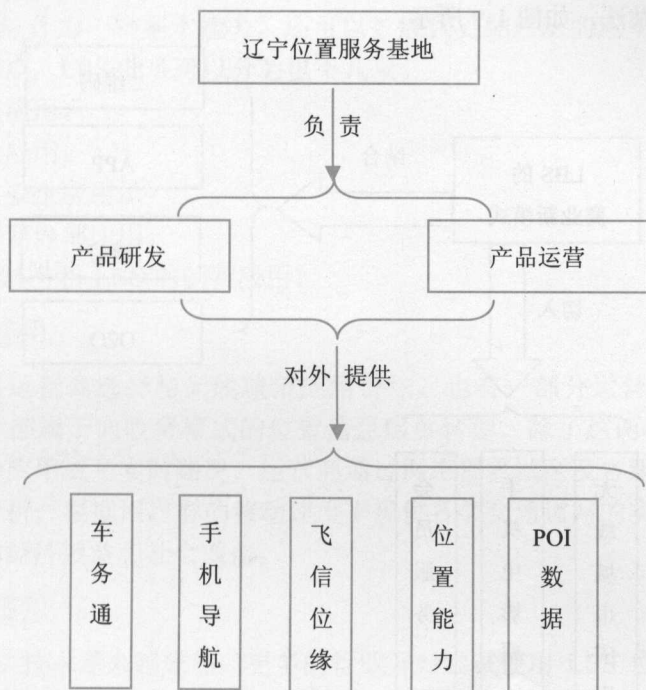 辽宁位置服务基地
负责
产品研发
产品运营
对外提供
车务通
手机导航
飞信位缘
位置能力
POI数据